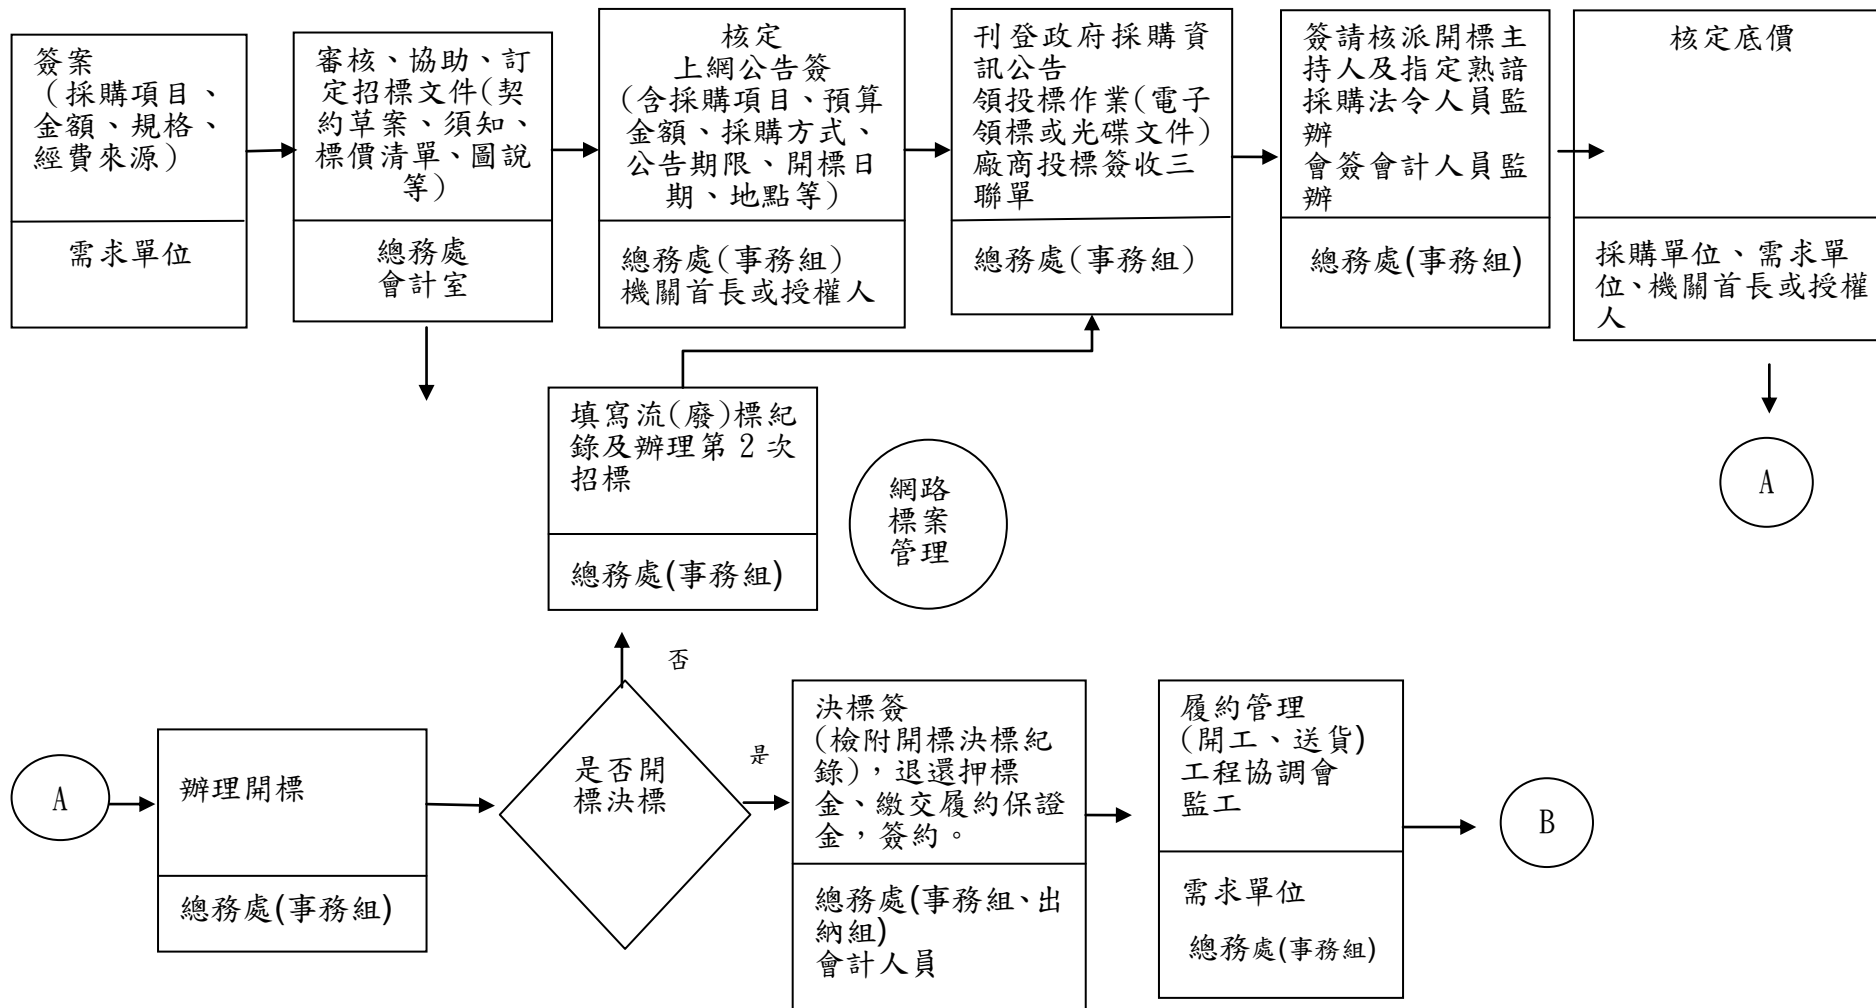 簽案
（採購項目、
金額、規格、
經費來源）
需求單位
審核、協助、訂
定招標文件(契
約草案、須知、
標價清單、圖說
等)
總務處
會計室
核定
上網公告簽
(含採購項目、預算
金額、採購方式、
公告期限、開標日
期、地點等)
總務處(事務組)
機關首長或授權人
刊登政府採購資
訊公告
領投標作業(電子
領標或光碟文件)
廠商投標簽收三
聯單
總務處(事務組)
簽請核派開標主
持人及指定熟諳
採購法令人員監
辦
會簽會計人員監
辦
總務處(事務組)
核定底價
採購單位、需求單
位、機關首長或授權
人
填寫流(廢)標紀
錄及辦理第 2 次
招標
總務處(事務組)
網路
標案
管理
A
否
A
辦理開標
總務處(事務組)
是否開
標決標
是
決標簽
(檢附開標決標紀
錄)，退還押標
金、繳交履約保證
金，簽約。
總務處(事務組、出
納組)
會計人員
履約管理
(開工、送貨)
工程協調會
監工
需求單位
總務處(事務組)
B